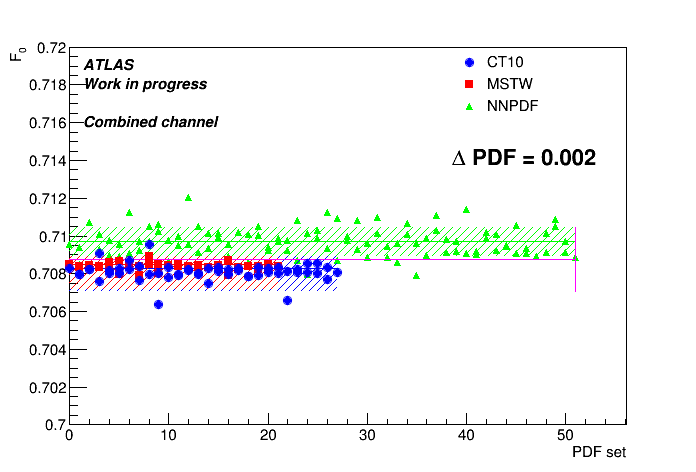 F₀
0.72
0.718
0.716
0.714
0.712
0.71
0.708
0.706
0.704
0.702
0.7
ATLAS
Work in progress
Combined channel
CT10
MSTW
NNPDF
Δ PDF = 0.002
0 10 20 30 40 50
PDF set